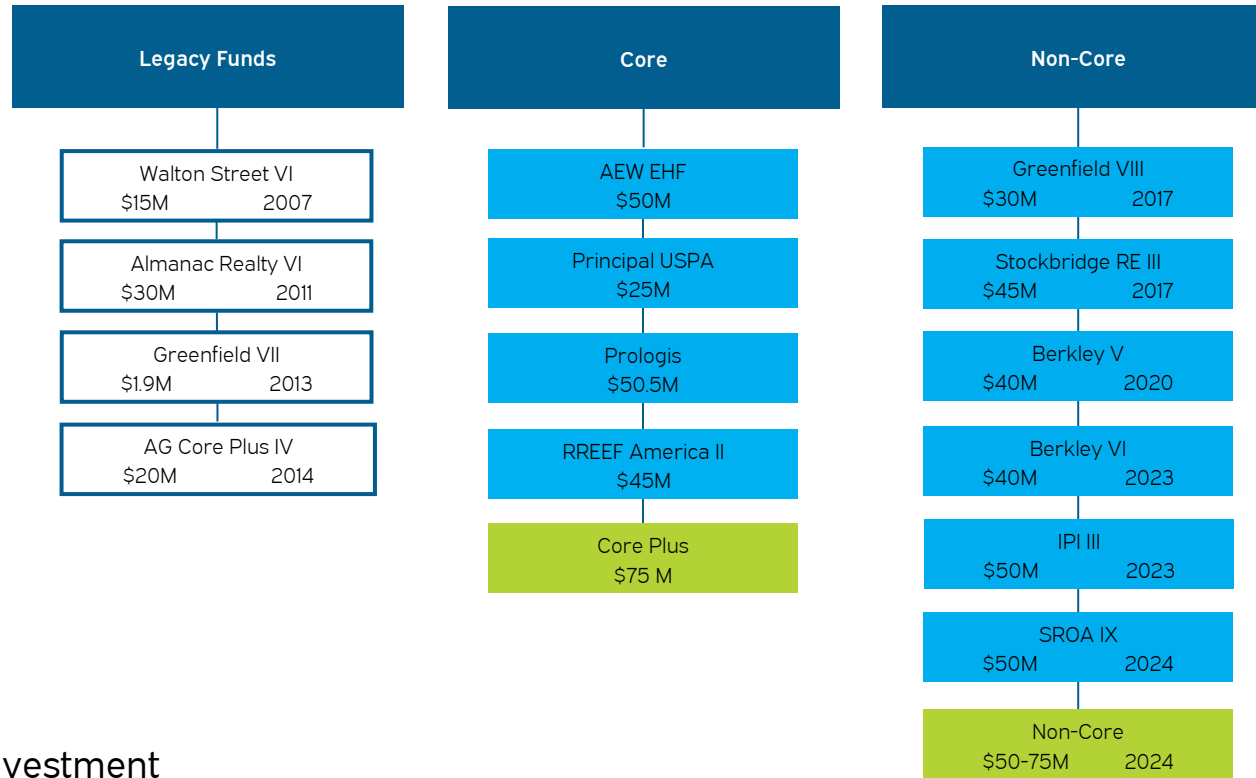 Legacy Funds
Walton Street VI
$15M 2007
Almanac Realty VI
$30M 2011
Greenfield VII
$1.9M 2013
AG Core Plus IV
$20M 2014
Core
AEW EHF
$50M
Principal USPA
$25M
Prologis
$50.5M
RREEF America II
$45M
Core Plus
$75 M
Non-Core
Greenfield VIII
$30M 2017
Stockbridge RE III
$45M 2017
Berkley V
$40M 2020
Berkley VI
$40M 2023
IPI III
$50M 2023
SROA IX
$50M 2024
Non-Core
$50-75M 2024
vestment